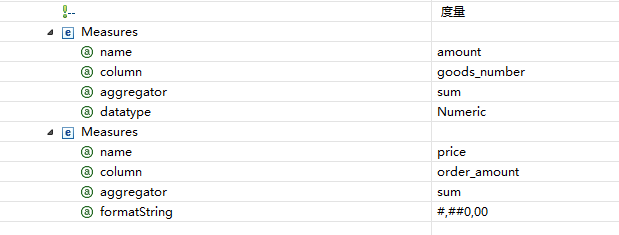 !-- 度量
e Measures
a name amount
a column goods_number
a aggregator sum
a datatype Numeric
e Measures
a name price
a column order_amount
a aggregator sum
a formatString #,##0,00